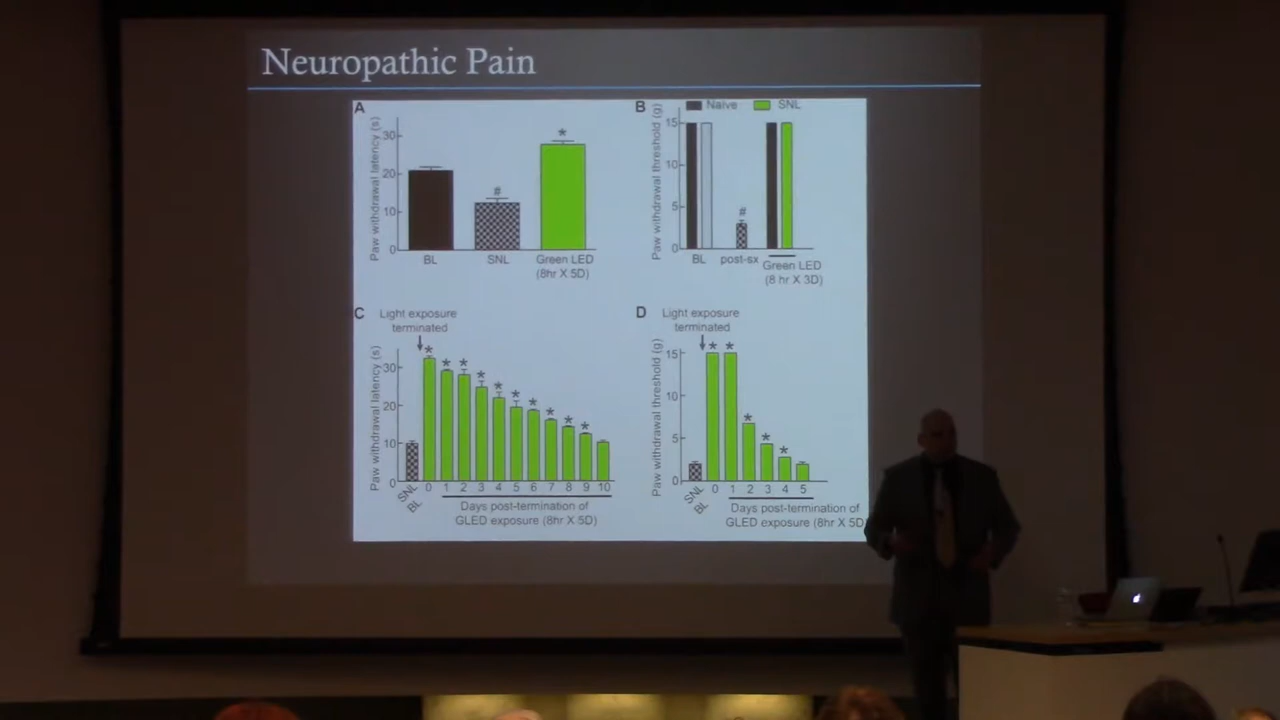 Neuropathic Pain
A
Paw withdrawal latency (s)
30
20
10
0
#
*
BL
SNL
Green LED
(8hr X 5D)
B
Naive
SNL
Paw withdrawal threshold (g)
15
10
5
0
#
BL
post-sx
Green LED
(8 hr X 3D)
C
Light exposure
terminated
Paw withdrawal latency (s)
30
20
10
0
* * * * * * * * * *
SNL
BL
0 1 2 3 4 5 6 7 8 9 10
Days post-termination of
GLED exposure (8hr X 5D)
D
Light exposure
terminated
Paw withdrawal threshold (g)
15
10
5
0
* * * * *
SNL
BL
0 1 2 3 4 5
Days post-termination of
GLED exposure (8hr X 5D